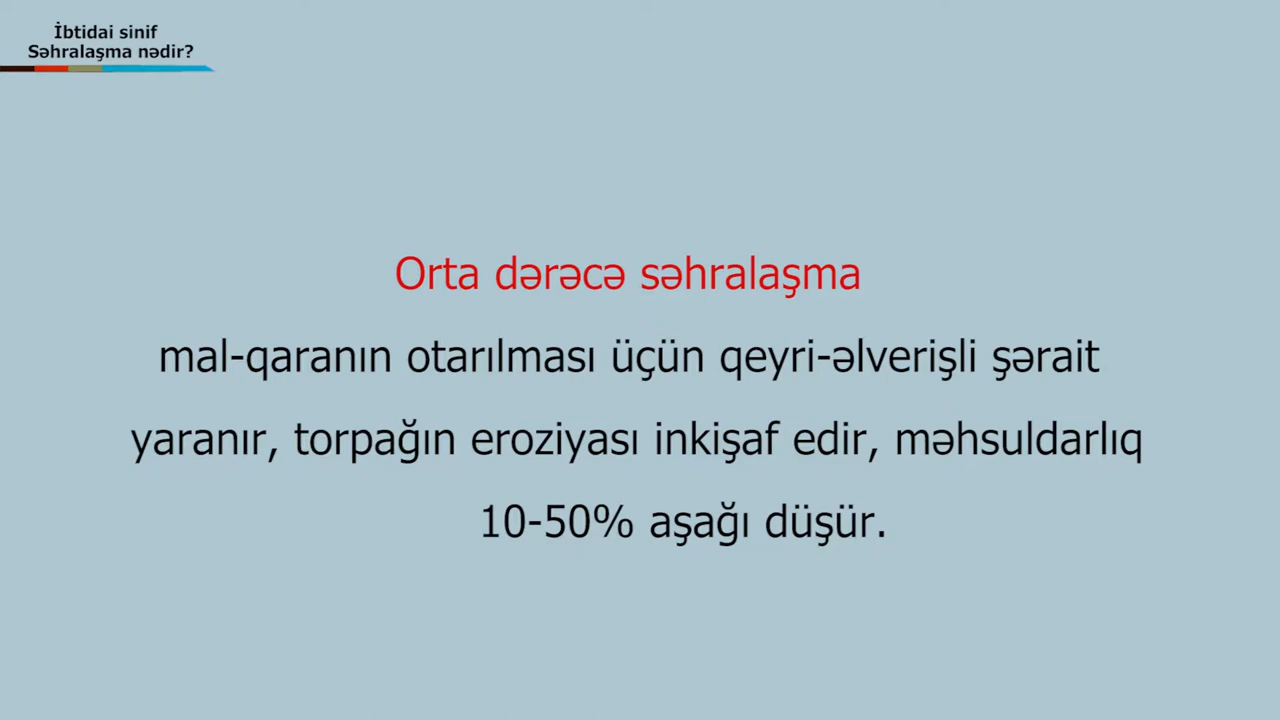 İbtidai sinif
Səhralaşma nədir?
Orta dərəcə səhralaşma
mal-qaranın otarılması üçün qeyri-əlverişli şərait
yaranır, torpağın eroziyası inkişaf edir, məhsuldarlıq
10-50% aşağı düşür.